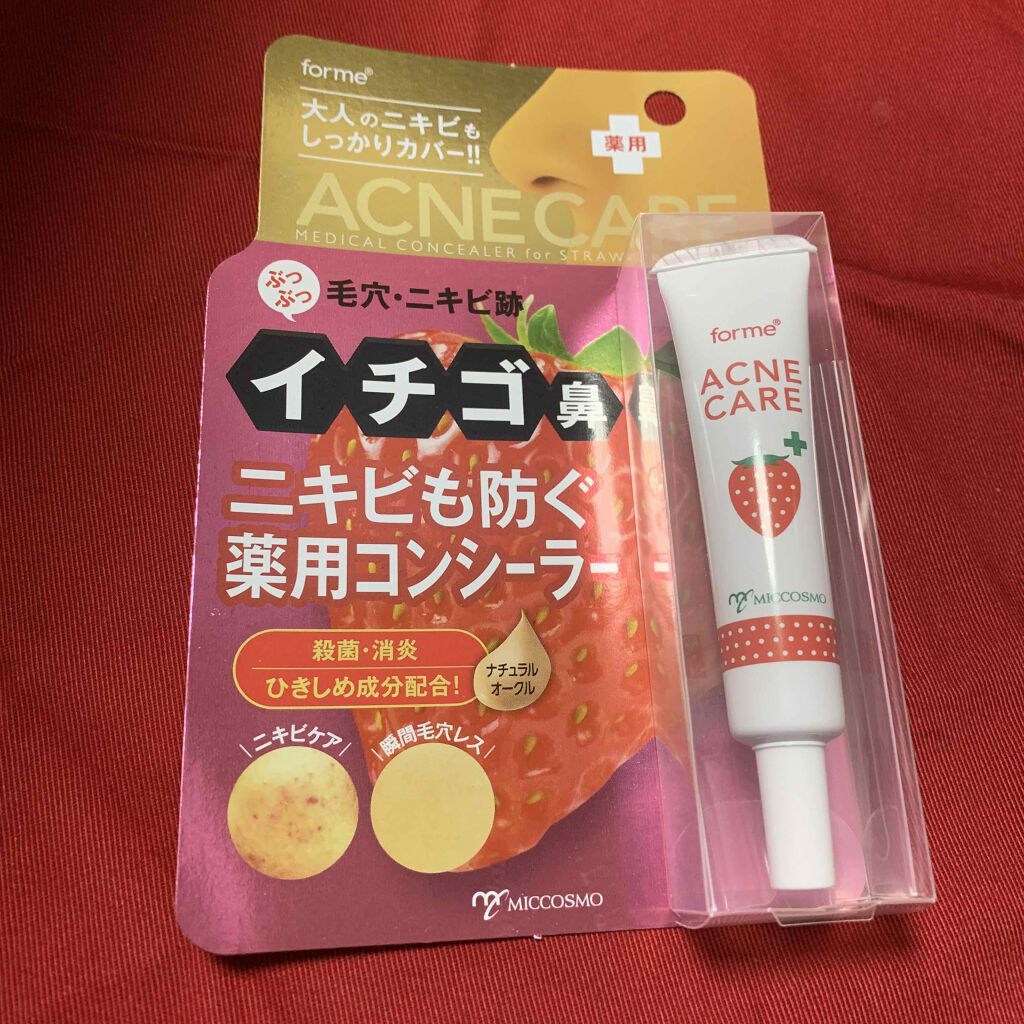 forme®
大人のニキビも
しっかりカバー!!
薬用
ACNE CARE
MEDICAL CONCEALER for STRAW
ぶつ
ぶつ
毛穴・ニキビ跡
イチゴ鼻
ニキビも防ぐ
薬用コンシーラー
殺菌・消炎
ひきしめ成分配合!
ナチュラル
オークル
\ニキビケア/
\瞬間毛穴レス/
MICCOSMO
forme®
ACNE
CARE
MICCOSMO